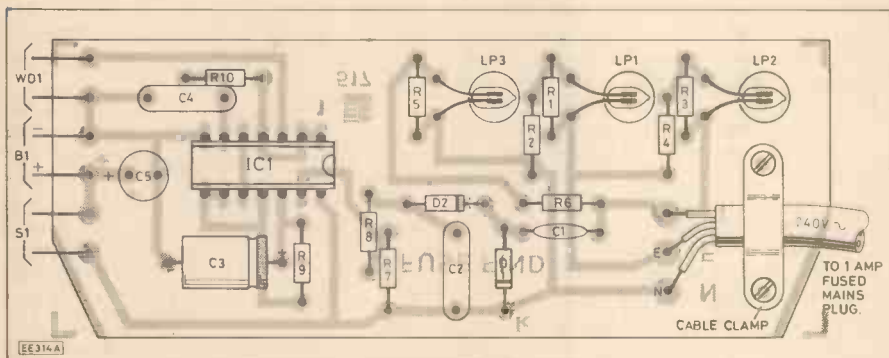 LP3
LP1
LP2
WD1
R10
C4
617
R5
R1
R3
R2
R4
−
B1
+
+
C5
IC1
D2
R6
240V ~
S1
R8
C1
L
E
E
C3
+
R9
R7
C2
D1
N
N
TO 1 AMP
FUSED
MAINS
PLUG.
K
CABLE CLAMP
L
EE314A